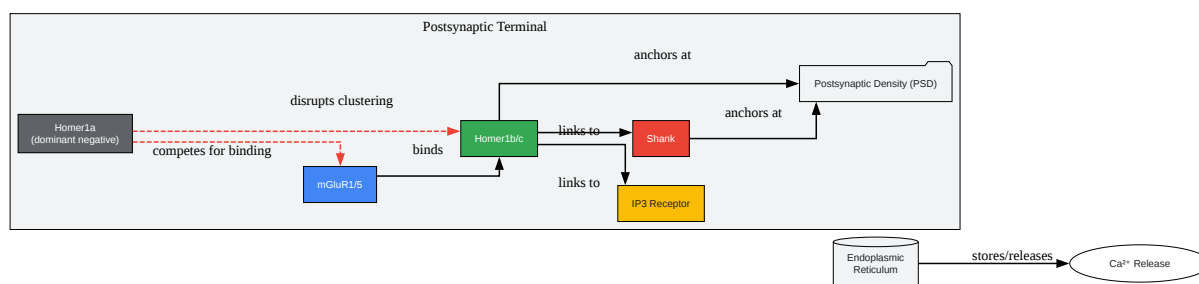 Postsynaptic Terminal
anchors at
Postsynaptic Density (PSD)
disrupts clustering
anchors at
Homer1a
(dominant negative)
Homer1b/c
links to
Shank
competes for binding
binds
mGluR1/5
links to
IP3 Receptor
Endoplasmic
Reticulum
stores/releases
Ca²⁺ Release